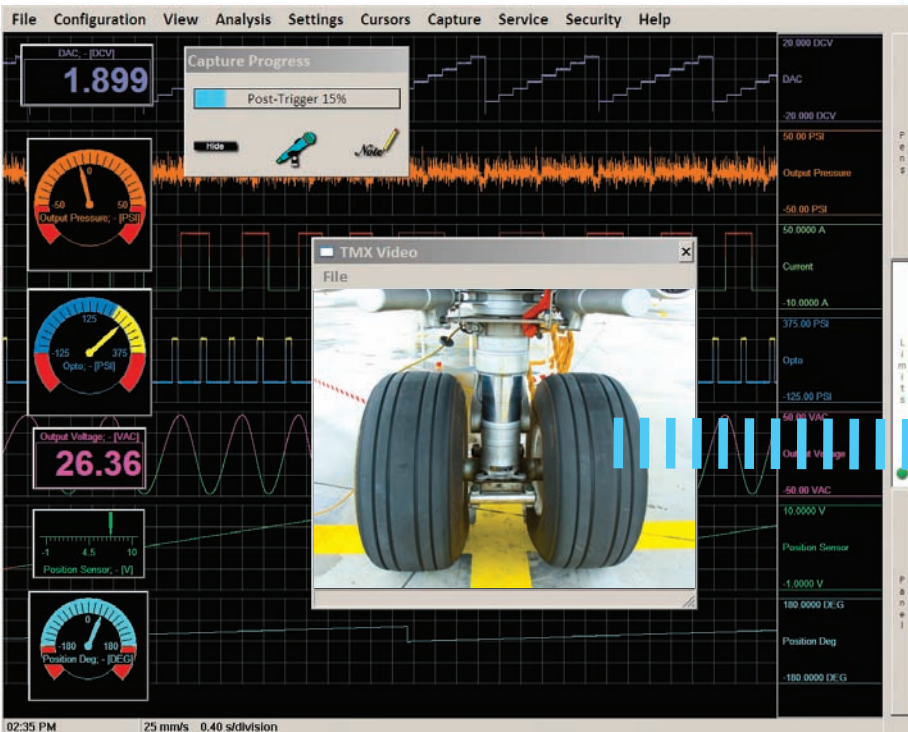 File Configuration View Analysis Settings Cursors Capture Service Security Help
DAC; - [DCV]
1.899
Capture Progress
Post-Trigger 15%
Hide
Note
20.000 DCV
DAC
-20.000 DCV
50.00 PSI
Output Pressure
-50.00 PSI
-50 0 50
Output Pressure; - [PSI]
50.0000 A
Current
-10.0000 A
TMX Video
File
375.00 PSI
Opto
-125.00 PSI
-125 125 375
Opto; - [PSI]
50.00 VAC
-50.00 VAC
Output Voltage; - [VAC]
26.36
10.0000 V
Position Sensor
-1.0000 V
-1 4.5 10
Position Sensor; - [V]
180.0000 DEG
Position Deg
-180.0000 DEG
-180 0 180
Position Deg; - [DEG]
Pens
Limits
Panel
02:35 PM 25 mm/s 0.40 s/division